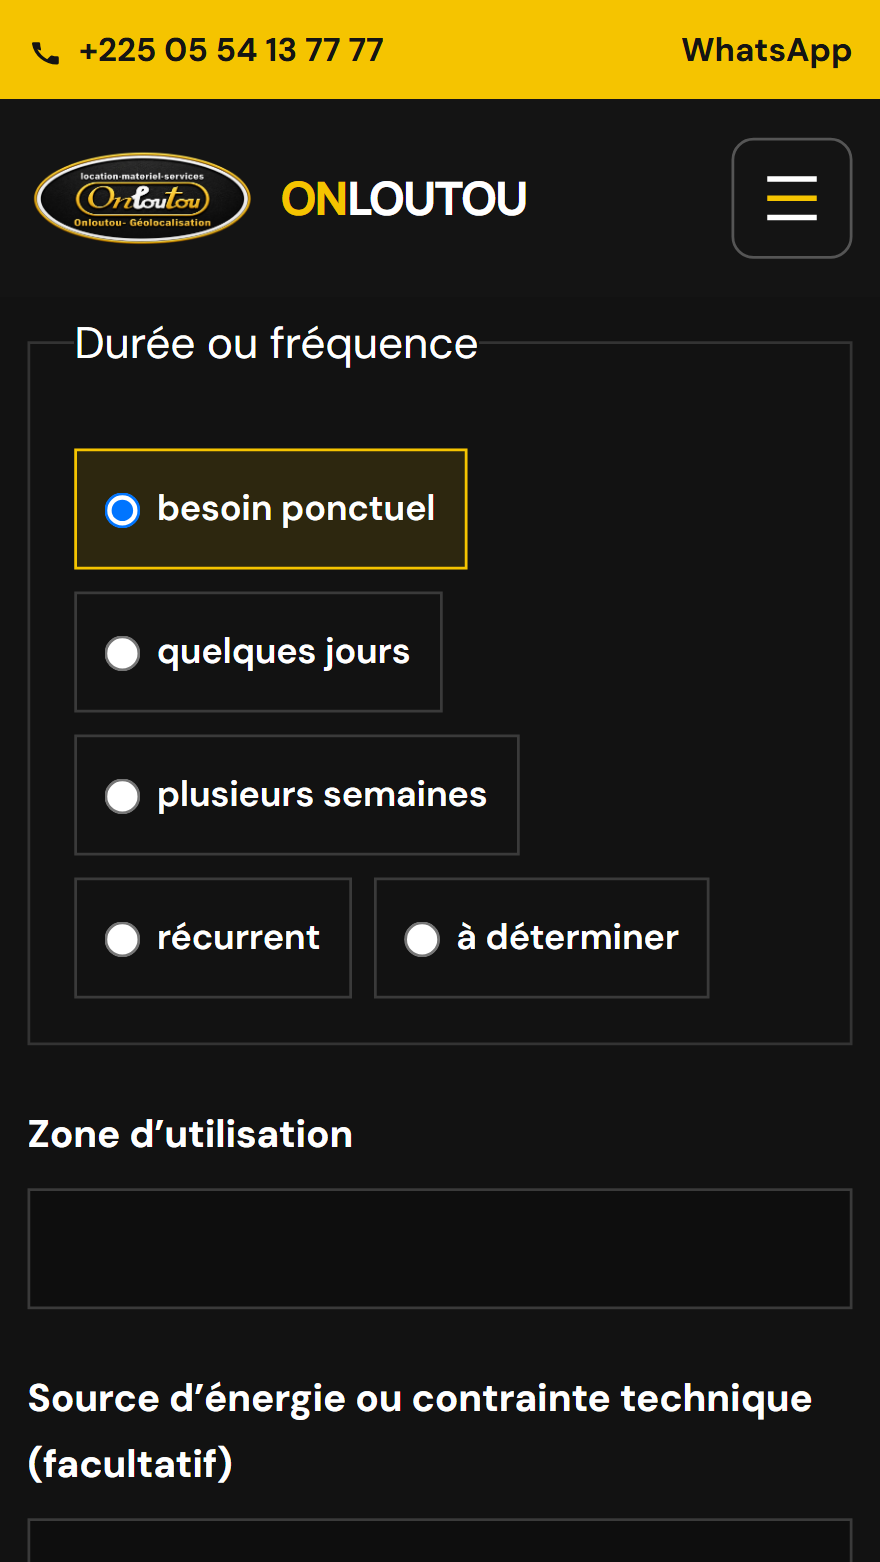 +225 05 54 13 77 77
WhatsApp
location-materiel-services
Onloutou
Onloutou- Géolocalisation
ONLOUTOU
Durée ou fréquence
besoin ponctuel
quelques jours
plusieurs semaines
récurrent
à déterminer
Zone d’utilisation
Source d’énergie ou contrainte technique
(facultatif)